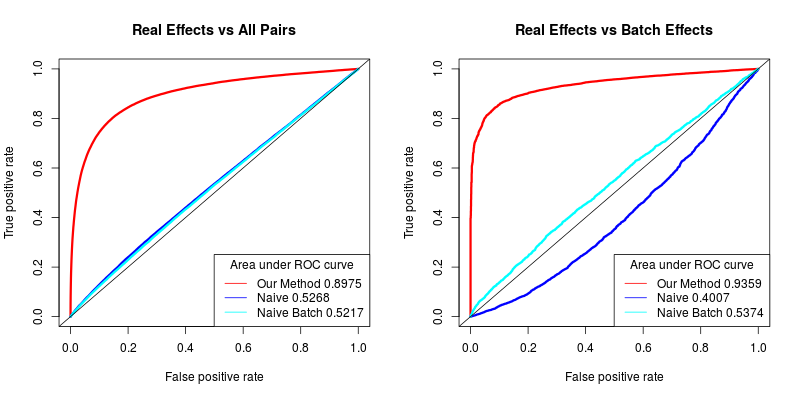 Real Effects vs All Pairs
True positive rate
1.0
0.8
0.6
0.4
0.2
0.0
Area under ROC curve
Our Method 0.8975
Naive 0.5268
Naive Batch 0.5217
0.0 0.2 0.4 0.6 0.8 1.0
False positive rate
Real Effects vs Batch Effects
True positive rate
1.0
0.8
0.6
0.4
0.2
0.0
Area under ROC curve
Our Method 0.9359
Naive 0.4007
Naive Batch 0.5374
0.0 0.2 0.4 0.6 0.8 1.0
False positive rate